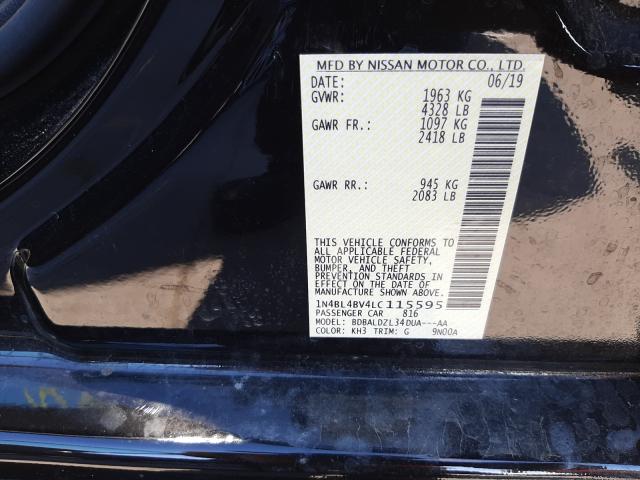 MFD BY NISSAN MOTOR CO., LTD.
DATE: 06/19
GVWR: 1963 KG
4328 LB
GAWR FR.: 1097 KG
2418 LB
GAWR RR.: 945 KG
2083 LB
THIS VEHICLE CONFORMS TO
ALL APPLICABLE FEDERAL
MOTOR VEHICLE SAFETY,
BUMPER, AND THEFT
PREVENTION STANDARDS IN
EFFECT ON THE DATE OF
MANUFACTURE SHOWN ABOVE.
1N4BL4BV4LC115595
PASSENGER CAR 816
MODEL: BDBALDZL34DUA---AA
COLOR: KH3 TRIM: G 9N00A